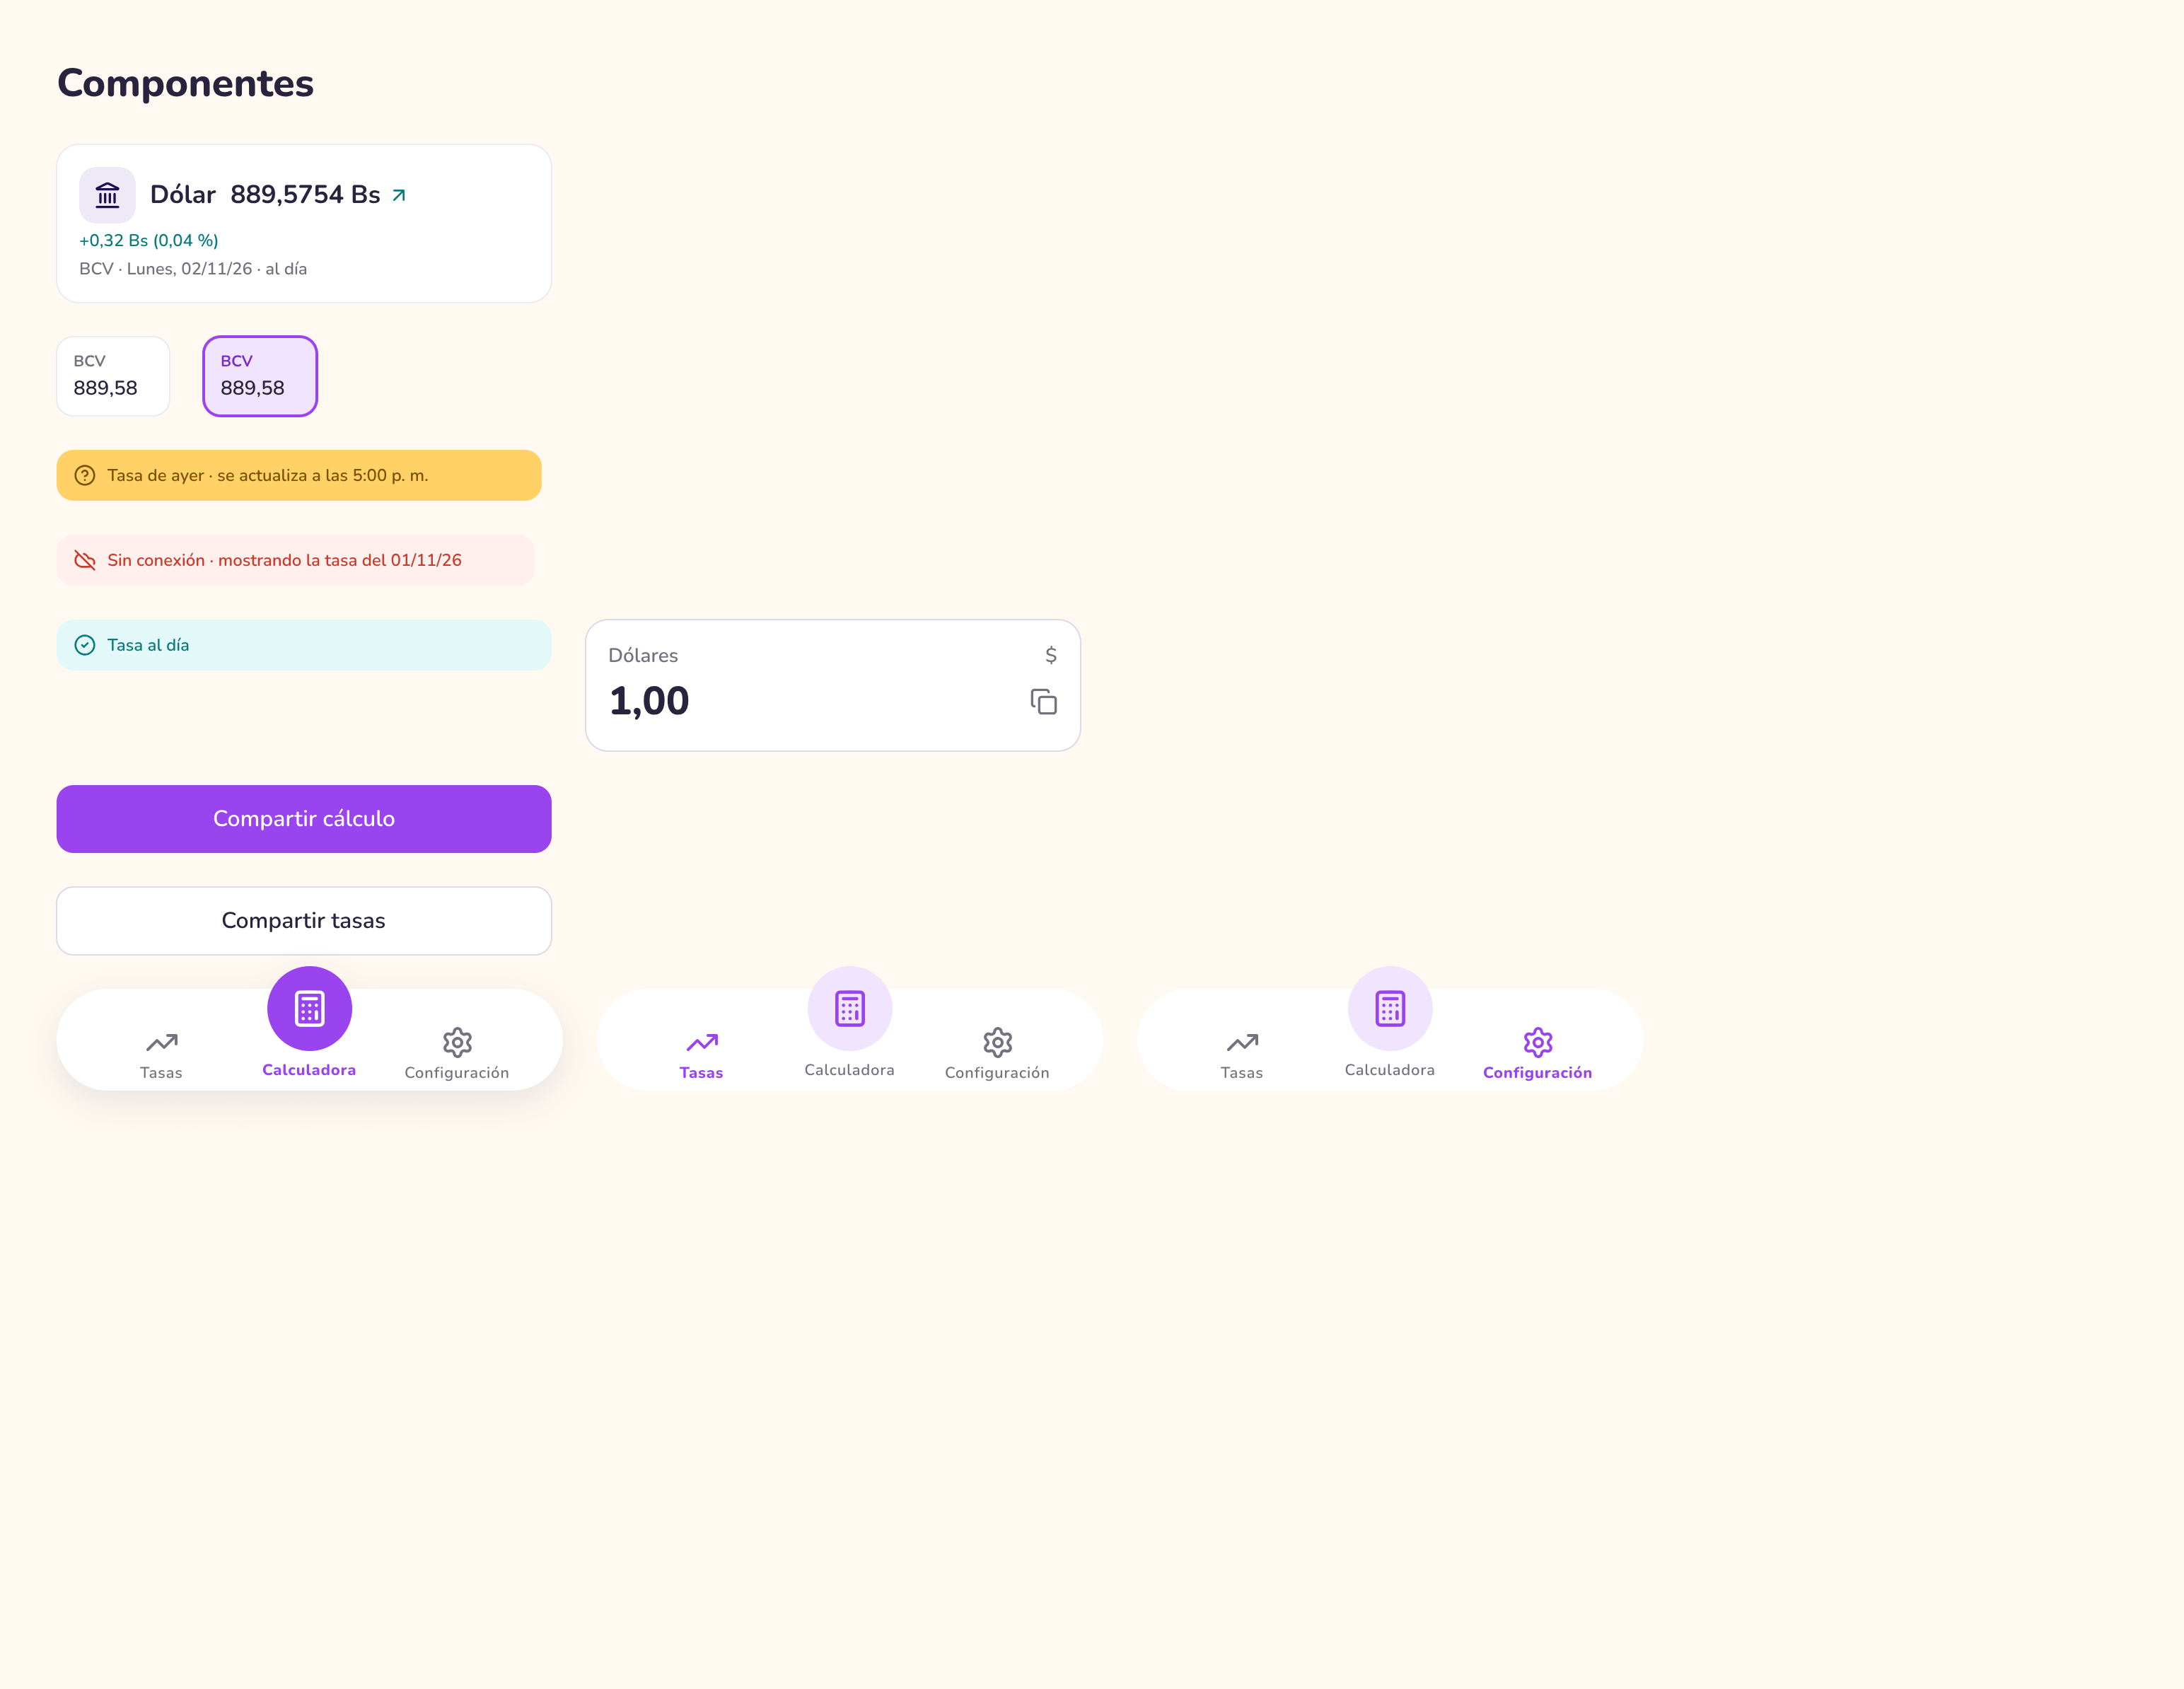 Componentes
Dólar 889,5754 Bs
+0,32 Bs (0,04 %)
BCV · Lunes, 02/11/26 · al día
BCV
889,58
BCV
889,58
Tasa de ayer · se actualiza a las 5:00 p. m.
Sin conexión · mostrando la tasa del 01/11/26
Tasa al día
Dólares $
1,00
Compartir cálculo
Compartir tasas
Tasas Calculadora Configuración
Tasas Calculadora Configuración
Tasas Calculadora Configuración